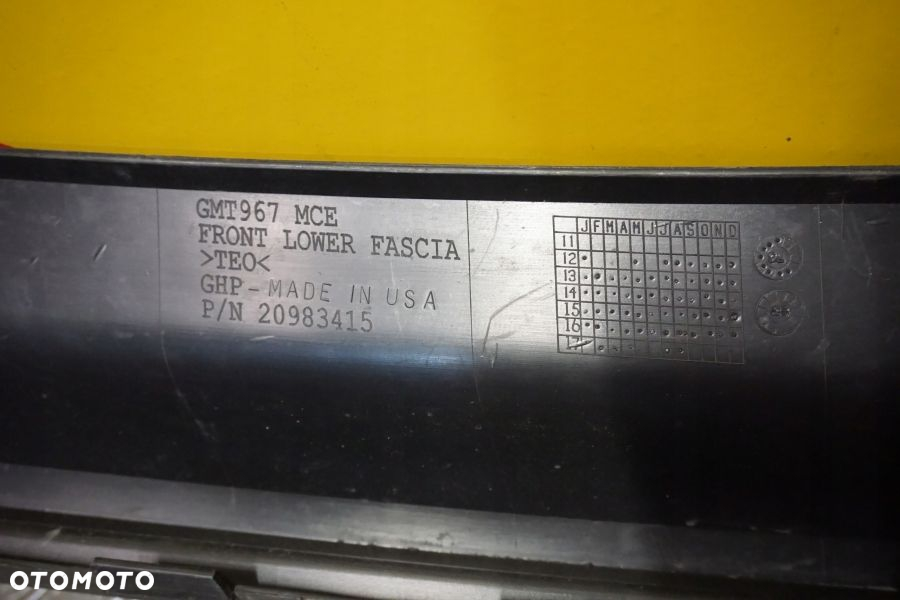 GMT967 MCE
FRONT LOWER FASCIA
>TEO<
GHP-MADE IN USA
P/N 20983415
J F M A M J J A S O N D
11
12
13
14
15
16
17
OTOMOTO